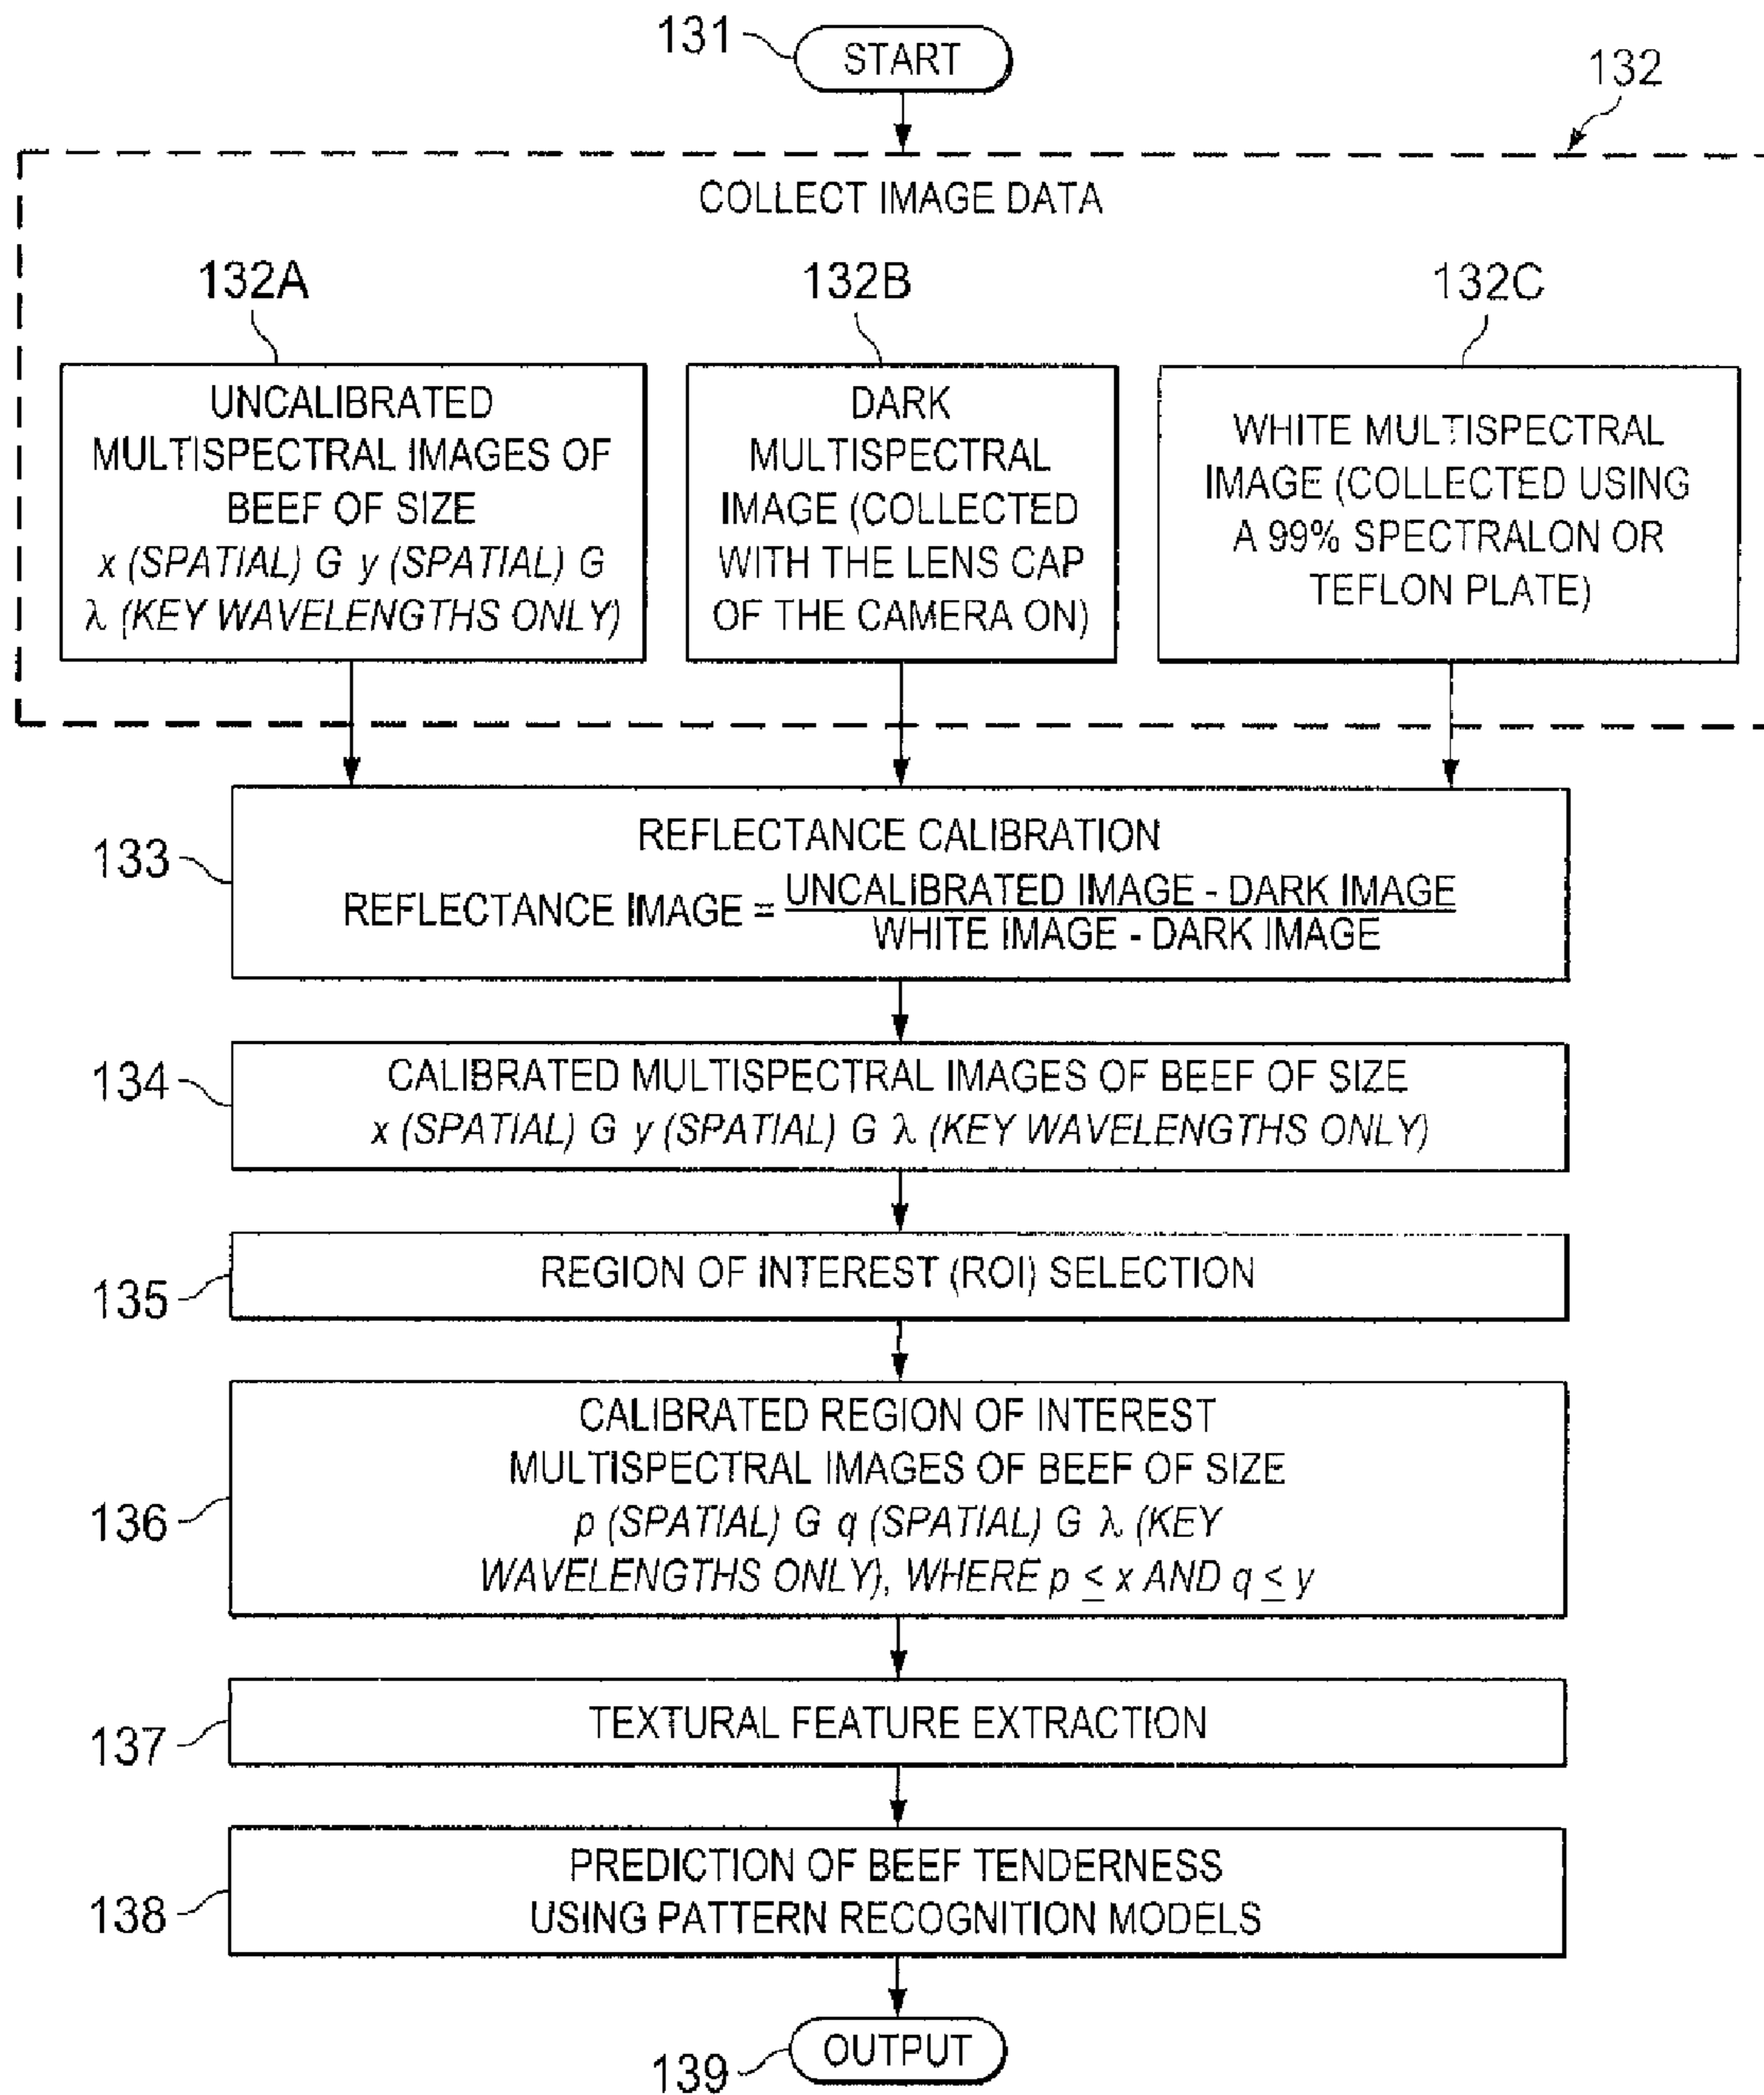 131
START
132
COLLECT IMAGE DATA
132A
UNCALIBRATED
MULTISPECTRAL IMAGES OF
BEEF OF SIZE
x (SPATIAL) G y (SPATIAL) G
λ (KEY WAVELENGTHS ONLY)
132B
DARK
MULTISPECTRAL
IMAGE (COLLECTED
WITH THE LENS CAP
OF THE CAMERA ON)
132C
WHITE MULTISPECTRAL
IMAGE (COLLECTED USING
A 99% SPECTRALON OR
TEFLON PLATE)
133
REFLECTANCE CALIBRATION
REFLECTANCE IMAGE = UNCALIBRATED IMAGE - DARK IMAGE
WHITE IMAGE - DARK IMAGE
134
CALIBRATED MULTISPECTRAL IMAGES OF BEEF OF SIZE
x (SPATIAL) G y (SPATIAL) G λ (KEY WAVELENGTHS ONLY)
135
REGION OF INTEREST (ROI) SELECTION
136
CALIBRATED REGION OF INTEREST
MULTISPECTRAL IMAGES OF BEEF OF SIZE
p (SPATIAL) G q (SPATIAL) G λ (KEY
WAVELENGTHS ONLY), WHERE p ≤ x AND q ≤ y
137
TEXTURAL FEATURE EXTRACTION
138
PREDICTION OF BEEF TENDERNESS
USING PATTERN RECOGNITION MODELS
139
OUTPUT